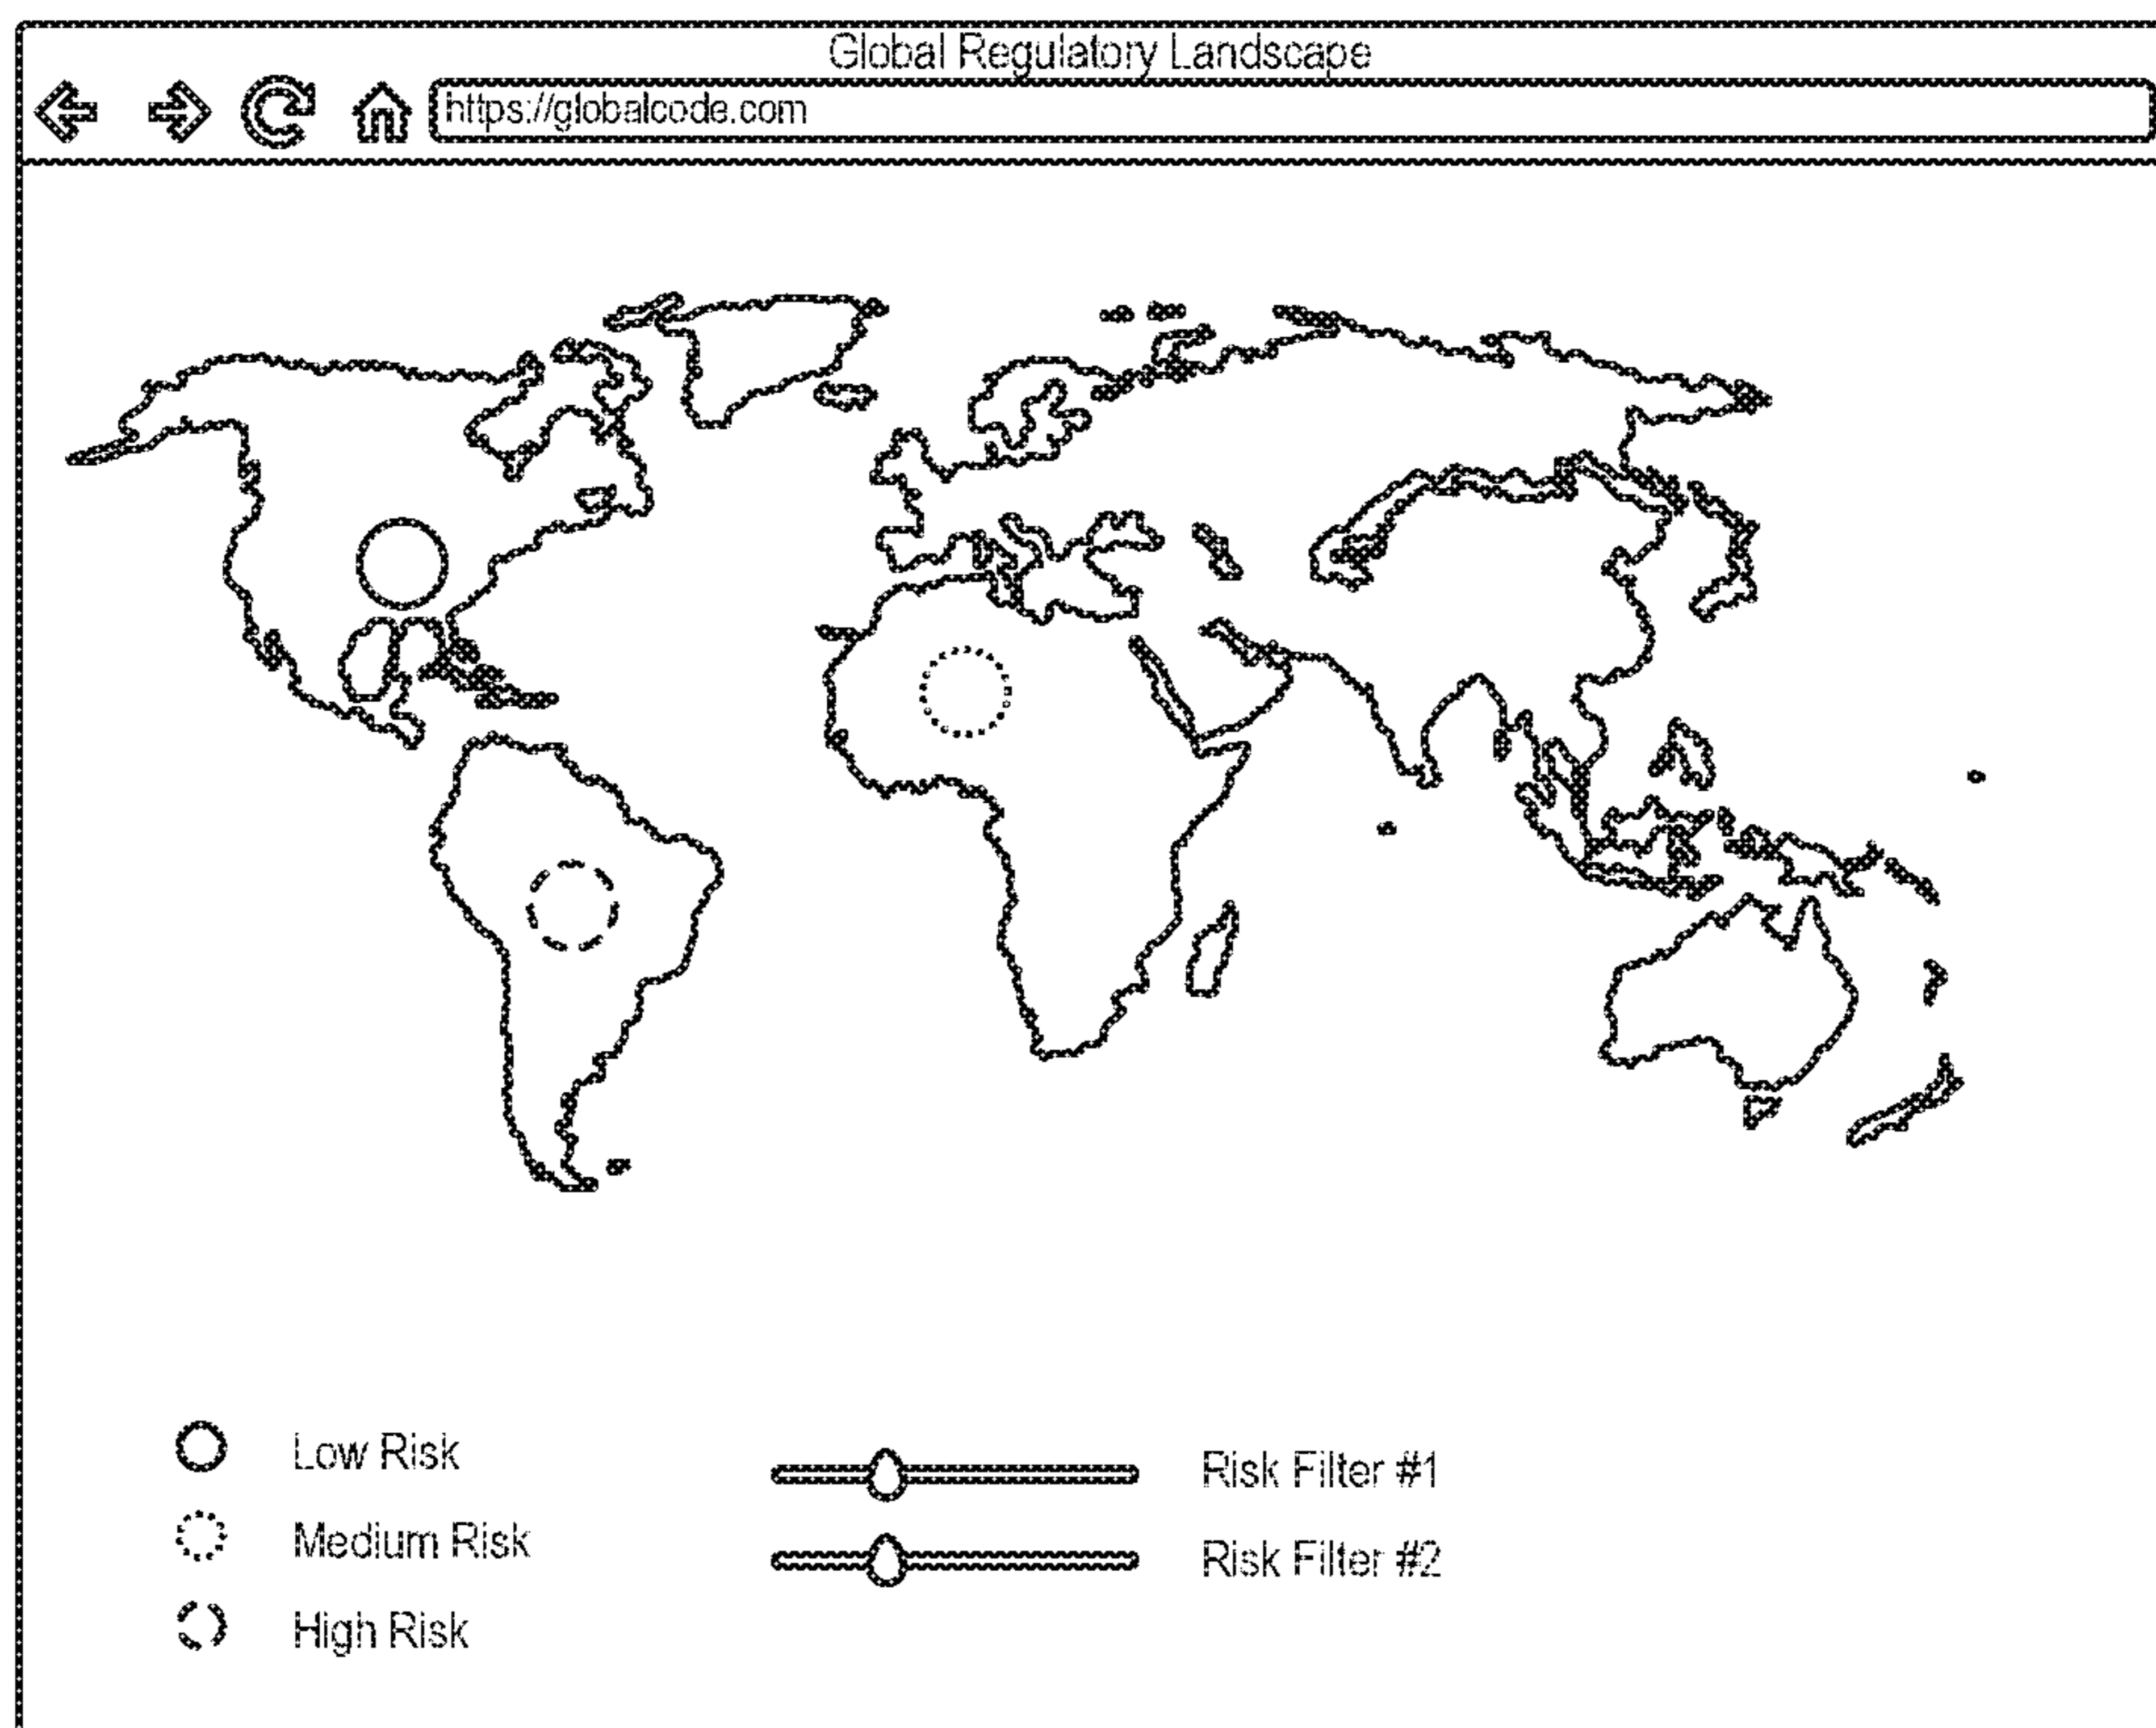 Global Regulatory Landscape
https://globalcode.com
Low Risk
Medium Risk
High Risk
Risk Filter #1
Risk Filter #2